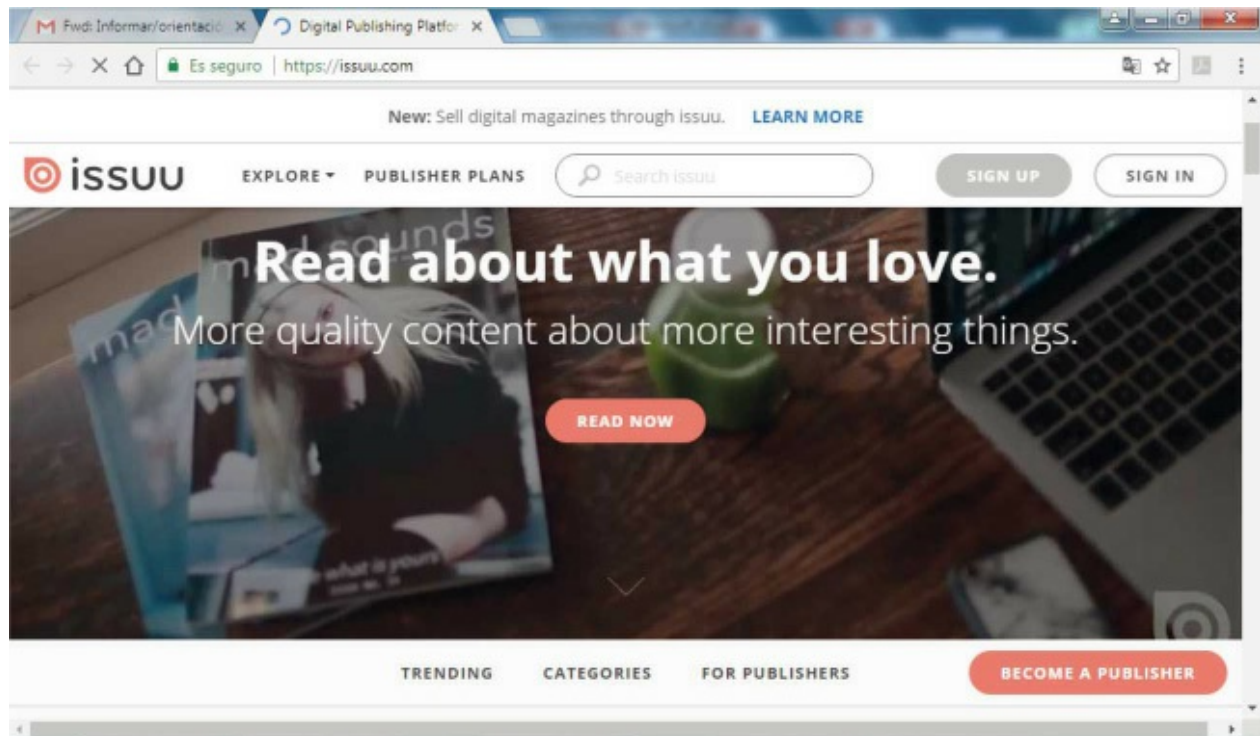 Fwd: Informar/orientació
Digital Publishing Platfor
Es seguro | https://issuu.com
New: Sell digital magazines through issuu. LEARN MORE
issuu EXPLORE PUBLISHER PLANS Search issuu SIGN UP SIGN IN
mad sounds
mad
Read about what you love.
More quality content about more interesting things.
READ NOW
what is yours
TRENDING CATEGORIES FOR PUBLISHERS BECOME A PUBLISHER